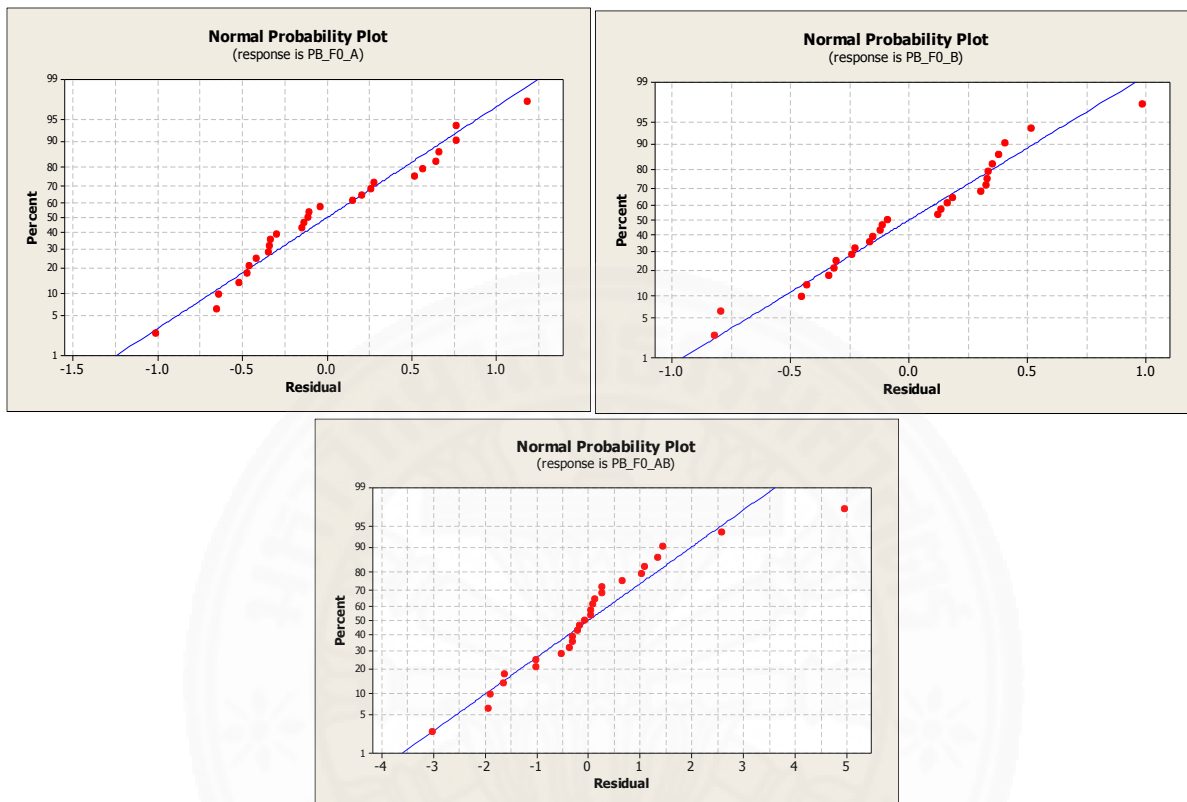 Normal Probability Plot
(response is PB_F0_A)
Percent
99
95
90
80
70
60
50
40
30
20
10
5
1
-1.5 -1.0 -0.5 0.0 0.5 1.0
Residual
Normal Probability Plot
(response is PB_F0_B)
Percent
99
95
90
80
70
60
50
40
30
20
10
5
1
-1.0 -0.5 0.0 0.5 1.0
Residual
Normal Probability Plot
(response is PB_F0_AB)
Percent
99
95
90
80
70
60
50
40
30
20
10
5
1
-4 -3 -2 -1 0 1 2 3 4 5
Residual